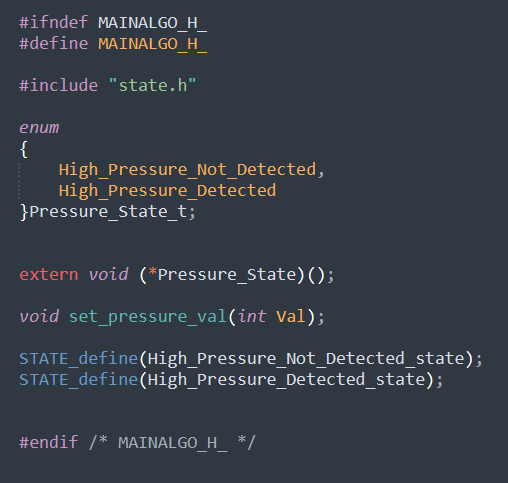 #ifndef MAINALGO_H_
#define MAINALGO_H_
#include "state.h"
enum
{
High_Pressure_Not_Detected,
High_Pressure_Detected
}Pressure_State_t;
extern void (*Pressure_State)();
void set_pressure_val(int Val);
STATE_define(High_Pressure_Not_Detected_state);
STATE_define(High_Pressure_Detected_state);
#endif /* MAINALGO_H_ */